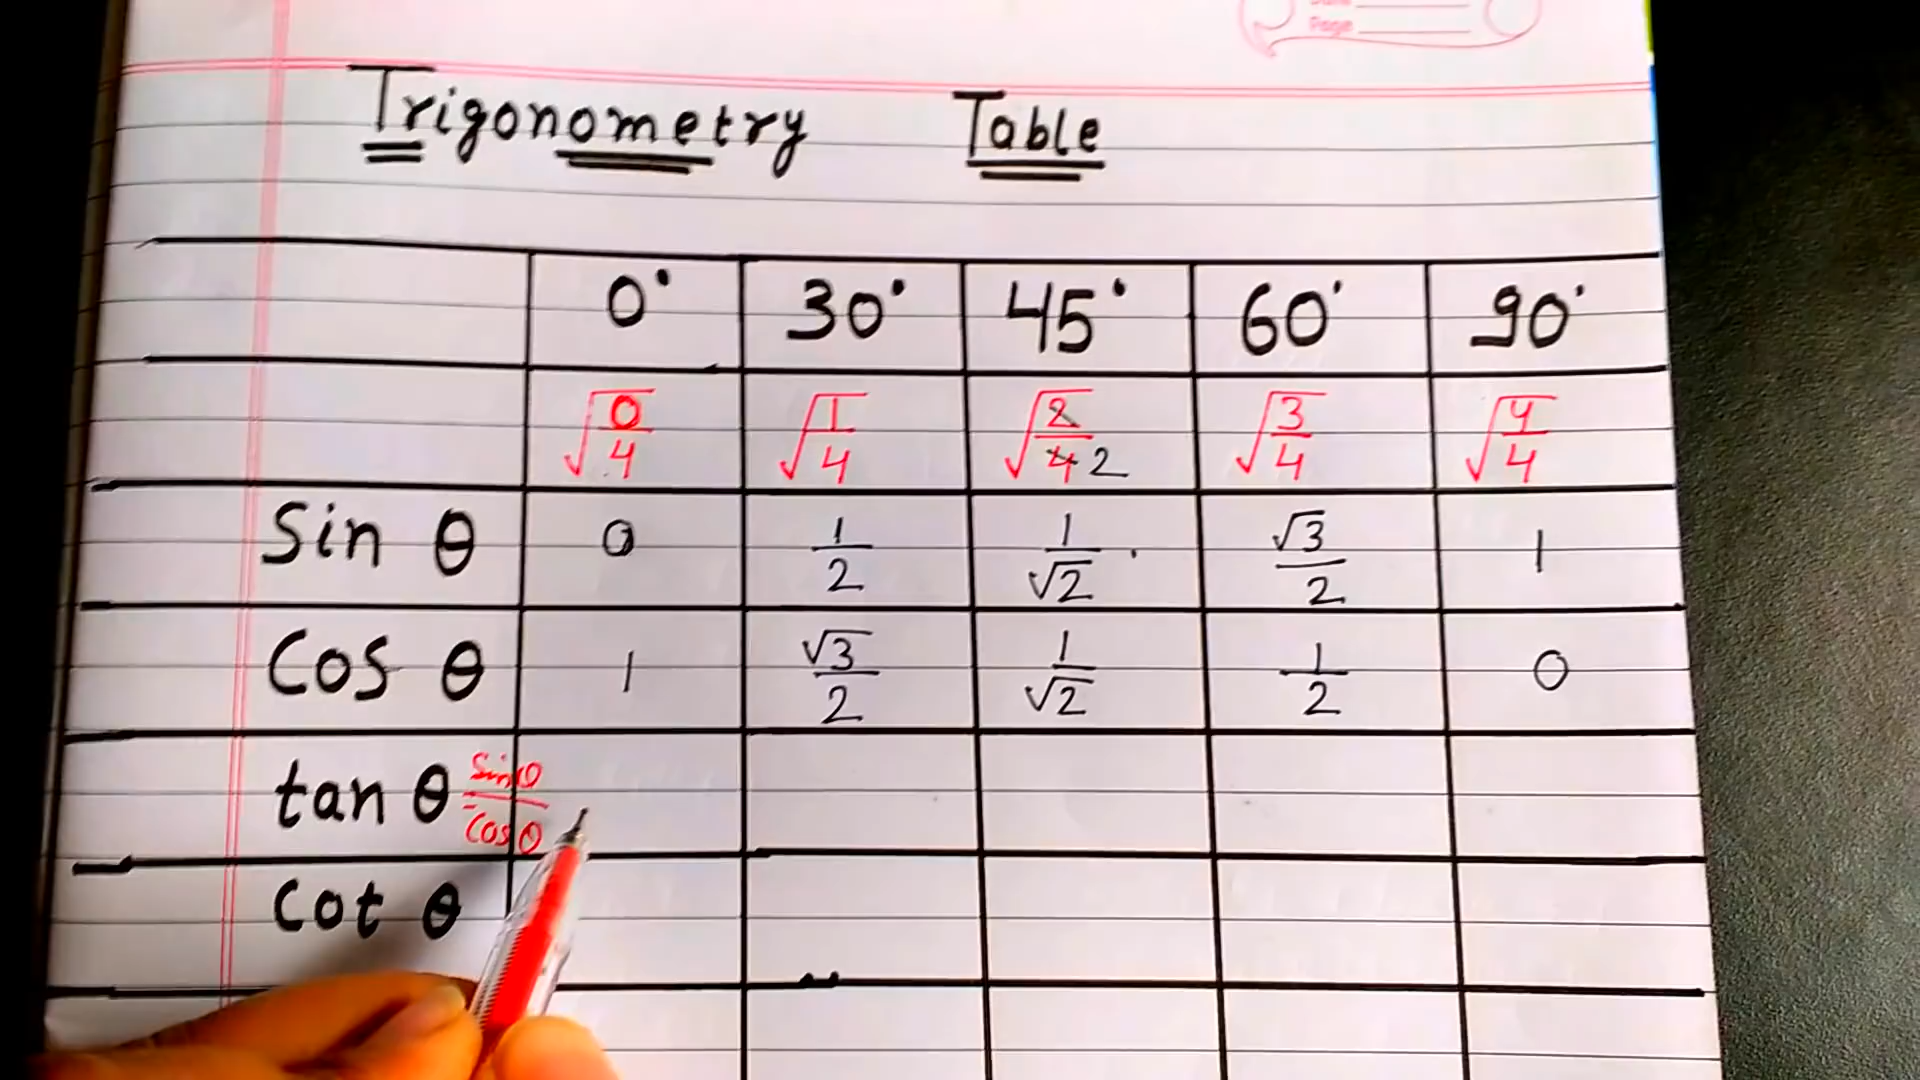 Page
Trigonometry Table
0° 30° 45° 60° 90°
√0/4 √1/4 √2/4 2 √3/4 √4/4
Sin θ 0 1/2 1/√2 √3/2 1
Cos θ 1 √3/2 1/√2 1/2 0
tan θ sinθ/cosθ
Cot θ